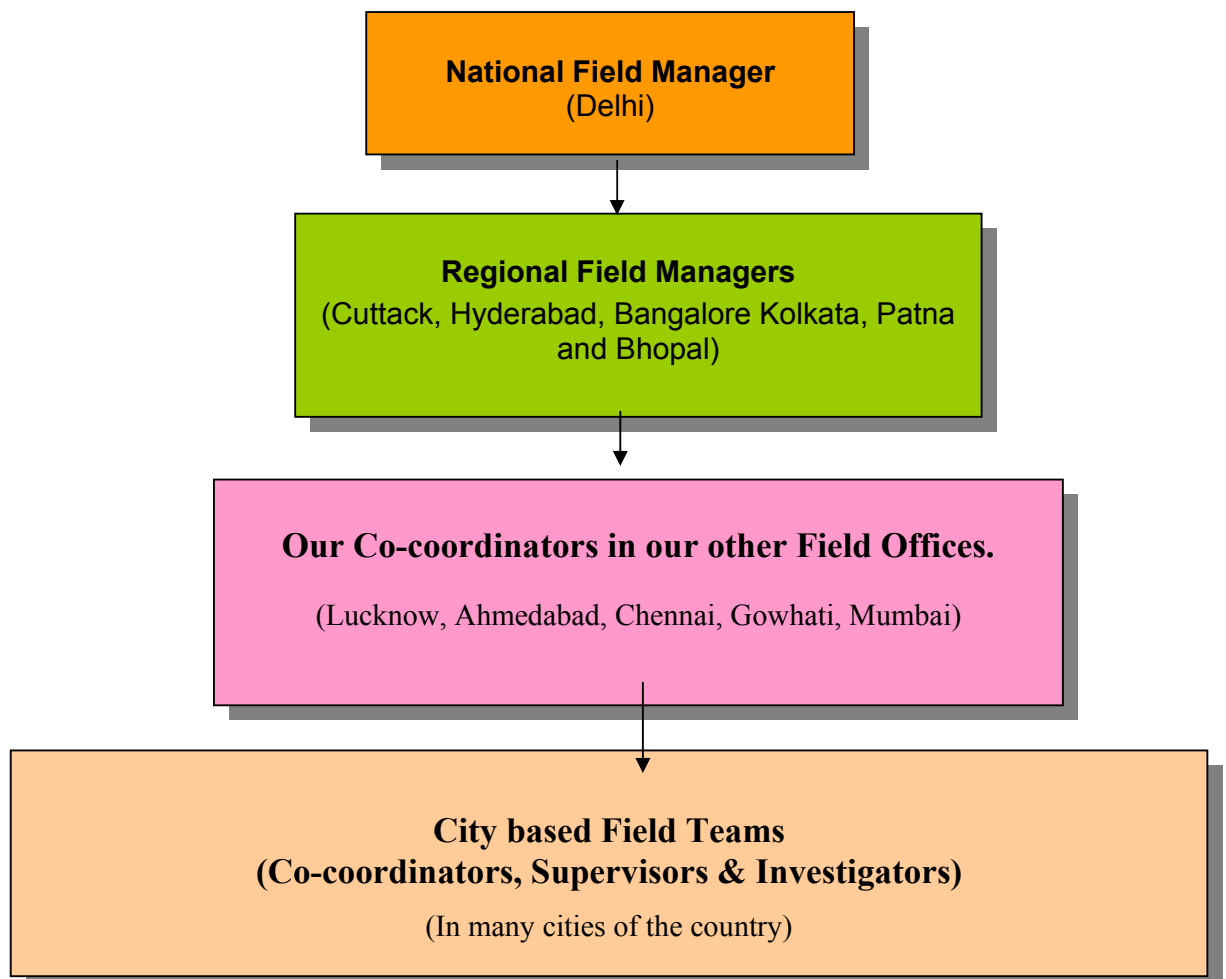 National Field Manager
(Delhi)
Regional Field Managers
(Cuttack, Hyderabad, Bangalore Kolkata, Patna
and Bhopal)
Our Co-coordinators in our other Field Offices.
(Lucknow, Ahmedabad, Chennai, Gowhati, Mumbai)
City based Field Teams
(Co-coordinators, Supervisors & Investigators)
(In many cities of the country)